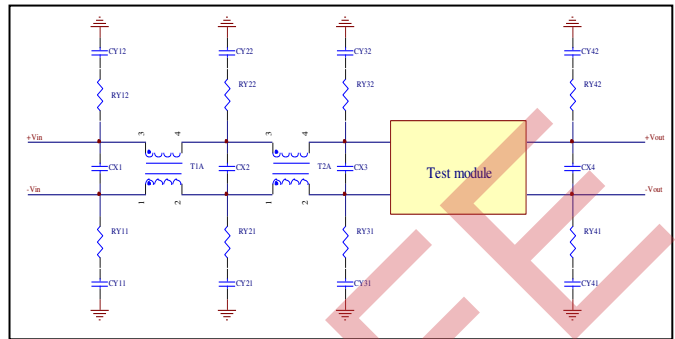 CY12 CY22 CY32 CY42
RY12 RY22 RY32 RY42
+Vin 3 4 3 4 +Vout
CX1 T1A CX2 T2A CX3 Test module CX4
-Vin 1 2 1 2 -Vout
RY11 RY21 RY31 RY41
CY11 CY21 CY31 CY41